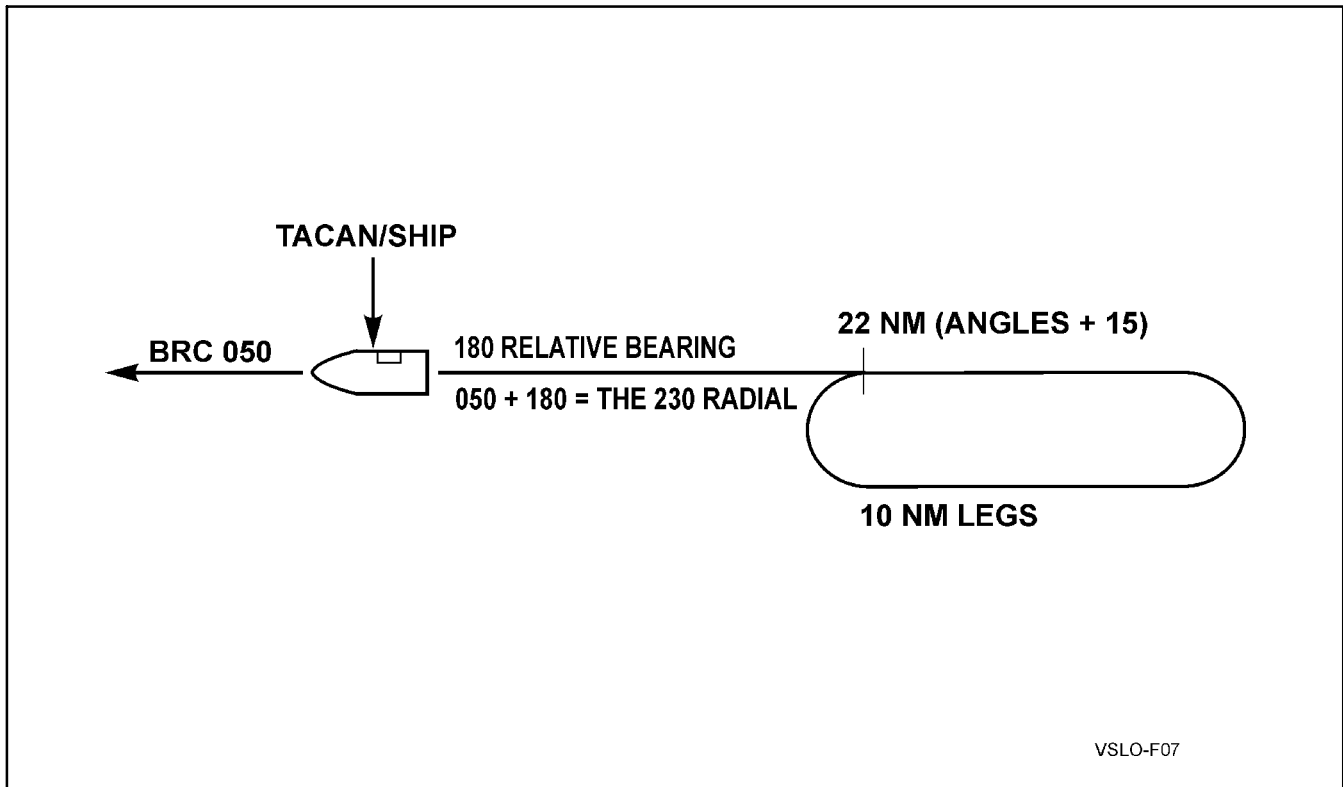 TACAN/SHIP
BRC 050
180 RELATIVE BEARING
050 + 180 = THE 230 RADIAL
22 NM (ANGLES + 15)
10 NM LEGS
VSLO-F07